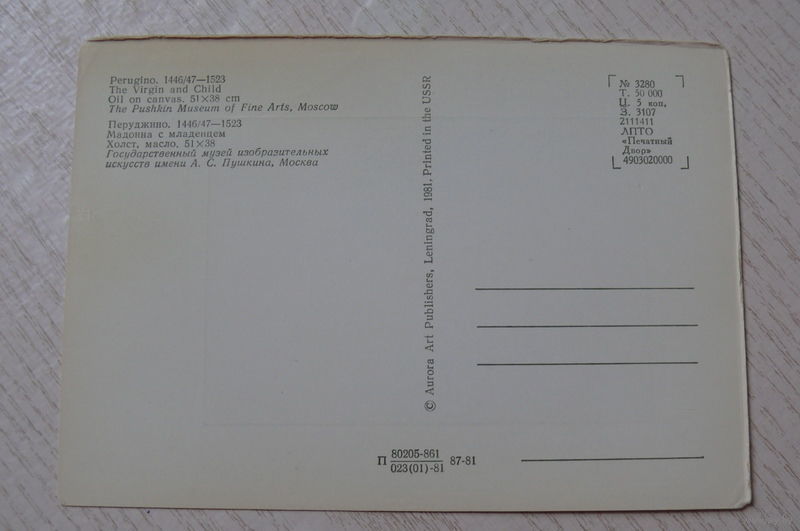 Perugino. 1446/47—1523
The Virgin and Child
Oil on canvas. 51×38 cm
The Pushkin Museum of Fine Arts, Moscow
Перуджино. 1446/47—1523
Мадонна с младенцем
Холст, масло. 51×38
Государственный музей изобразительных
искусств имени А. С. Пушкина, Москва
© Aurora Art Publishers, Leningrad, 1981. Printed in the USSR
№ 3280
Т. 50 000
Ц. 5 коп.
З. 3107
2111411
ЛПТО
«Печатный
Двор»
4903020000
П 80205-861 87-81
023(01)-81